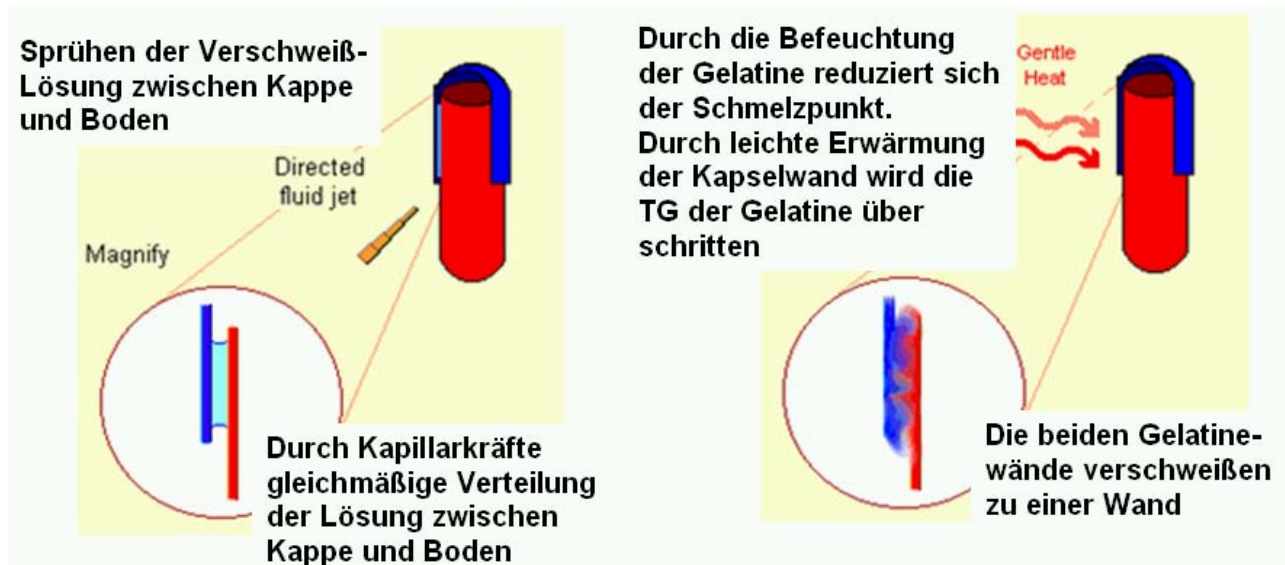 Sprühen der Verschweiß-
Lösung zwischen Kappe
und Boden
Directed
fluid jet
Magnify
Durch Kapillarkräfte
gleichmäßige Verteilung
der Lösung zwischen
Kappe und Boden
Durch die Befeuchtung
der Gelatine reduziert sich
der Schmelzpunkt.
Durch leichte Erwärmung
der Kapselwand wird die
TG der Gelatine über
schritten
Gentle
Heat
Die beiden Gelatine-
wände verschweißen
zu einer Wand